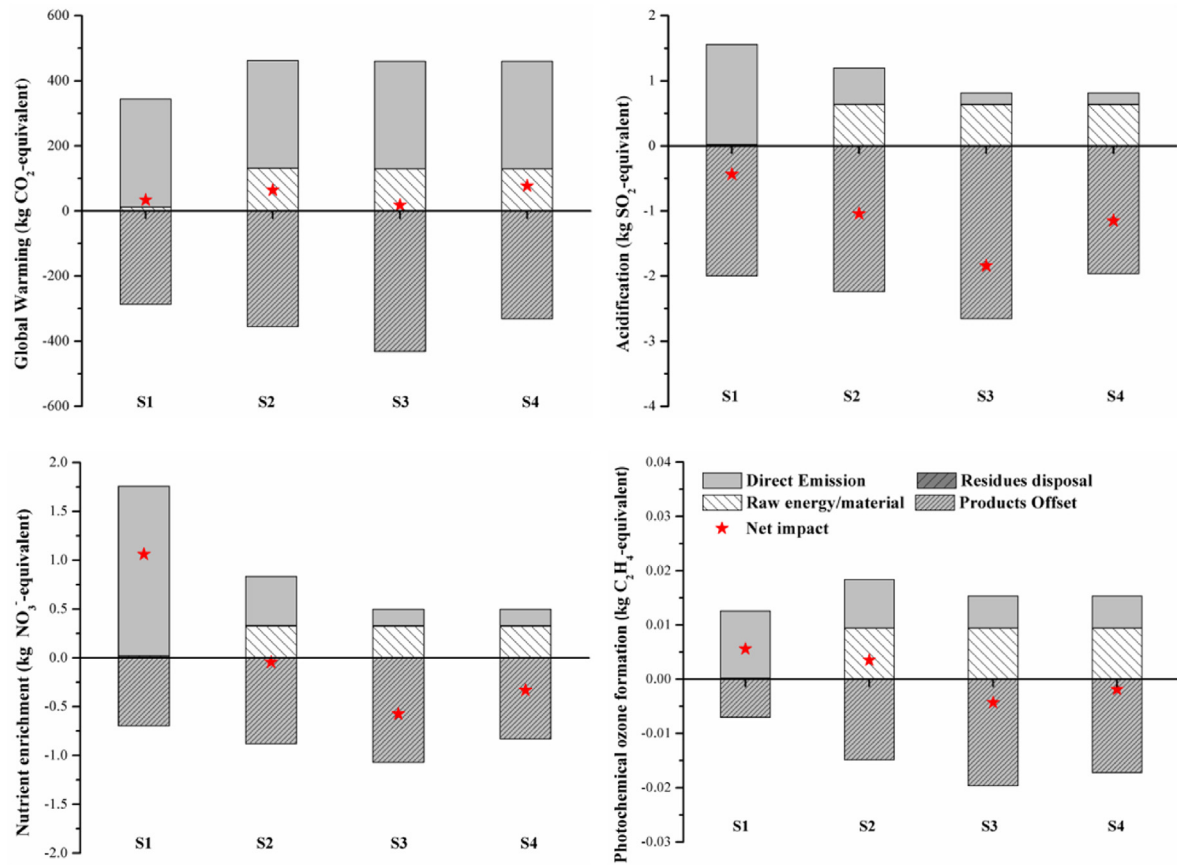 Global Warming (kg CO₂-equivalent)
600
400
200
0
-200
-400
-600
S1 S2 S3 S4
Acidification (kg SO₂-equivalent)
2
1
0
-1
-2
-3
-4
S1 S2 S3 S4
Nutrient enrichment (kg NO₃⁻-equivalent)
2.0
1.5
1.0
0.5
0.0
-0.5
-1.0
-1.5
-2.0
S1 S2 S3 S4
Photochemical ozone formation (kg C₂H₄-equivalent)
0.04
0.03
0.02
0.01
0.00
-0.01
-0.02
-0.03
Direct Emission Residues disposal
Raw energy/material Products Offset
Net impact
S1 S2 S3 S4